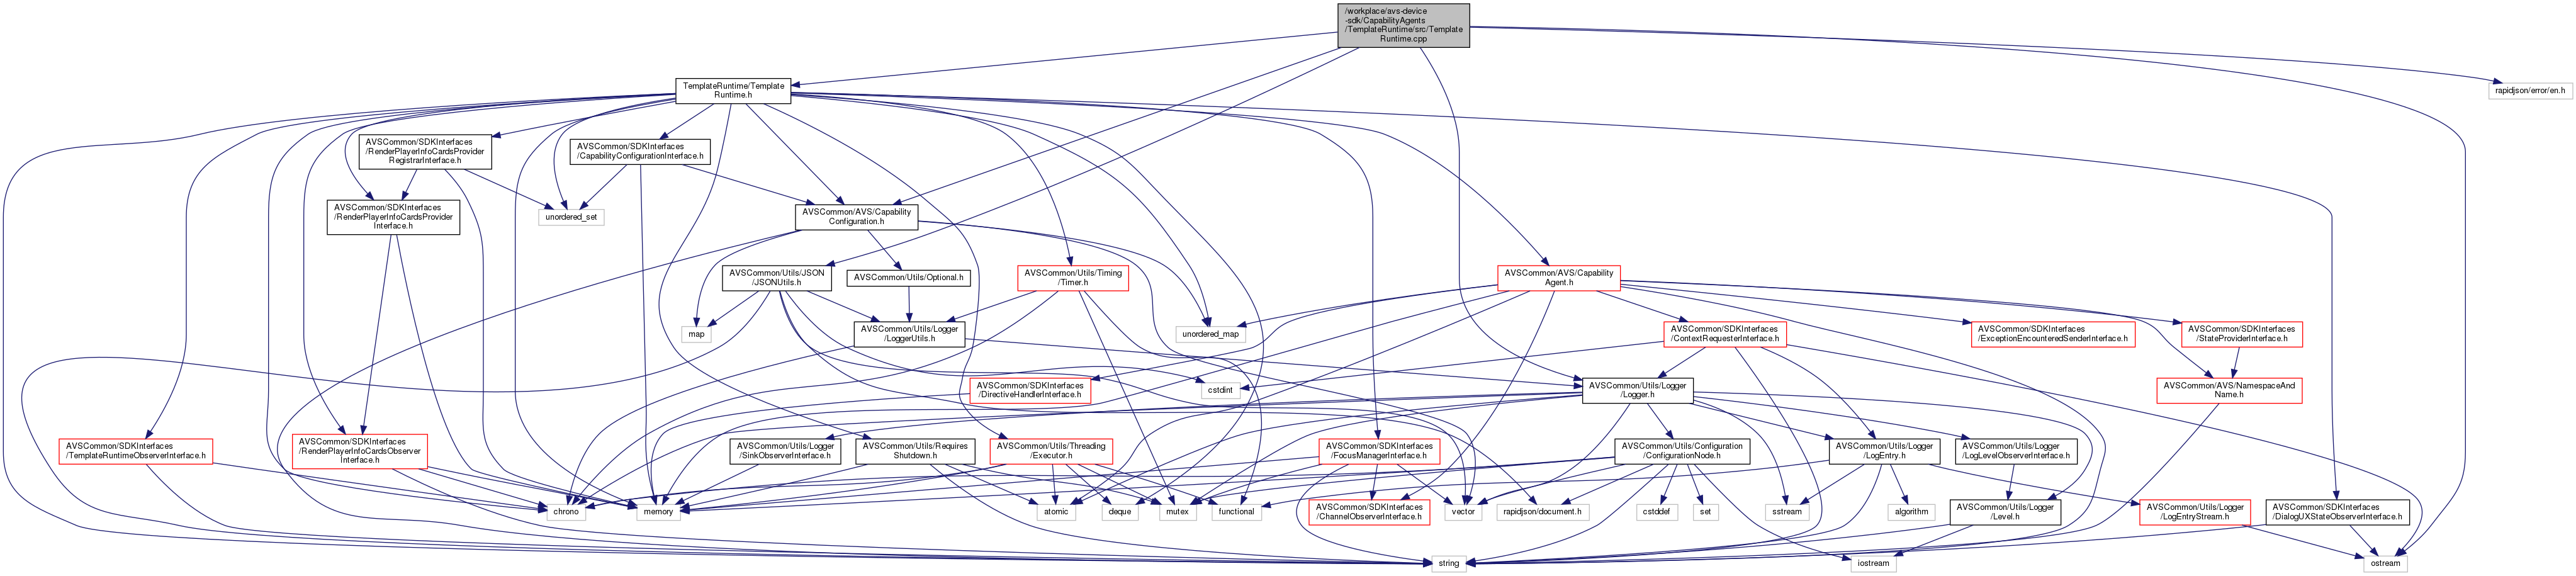 /workplace/avs-device
-sdk/CapabilityAgents
/TemplateRuntime/src/Template
Runtime.cpp
TemplateRuntime/Template
Runtime.h
rapidjson/error/en.h
AVSCommon/SDKInterfaces
/RenderPlayerInfoCardsProvider
RegistrarInterface.h
AVSCommon/SDKInterfaces
/CapabilityConfigurationInterface.h
AVSCommon/SDKInterfaces
/RenderPlayerInfoCardsProvider
Interface.h
unordered_set
AVSCommon/AVS/Capability
Configuration.h
AVSCommon/Utils/JSON
/JSONUtils.h
AVSCommon/Utils/Optional.h
AVSCommon/Utils/Timing
/Timer.h
AVSCommon/AVS/Capability
Agent.h
map
AVSCommon/Utils/Logger
/LoggerUtils.h
unordered_map
AVSCommon/SDKInterfaces
/ContextRequesterInterface.h
AVSCommon/SDKInterfaces
/ExceptionEncounteredSenderInterface.h
AVSCommon/SDKInterfaces
/StateProviderInterface.h
AVSCommon/SDKInterfaces
/DirectiveHandlerInterface.h
cstdint
AVSCommon/Utils/Logger
/Logger.h
AVSCommon/AVS/NamespaceAnd
Name.h
AVSCommon/SDKInterfaces
/TemplateRuntimeObserverInterface.h
AVSCommon/SDKInterfaces
/RenderPlayerInfoCardsObserver
Interface.h
AVSCommon/Utils/Logger
/SinkObserverInterface.h
AVSCommon/Utils/Requires
Shutdown.h
AVSCommon/Utils/Threading
/Executor.h
AVSCommon/SDKInterfaces
/FocusManagerInterface.h
AVSCommon/Utils/Configuration
/ConfigurationNode.h
AVSCommon/Utils/Logger
/LogEntry.h
AVSCommon/Utils/Logger
/LogLevelObserverInterface.h
chrono
memory
atomic
deque
mutex
functional
AVSCommon/SDKInterfaces
/ChannelObserverInterface.h
vector
rapidjson/document.h
cstddef
set
sstream
algorithm
AVSCommon/Utils/Logger
/Level.h
AVSCommon/Utils/Logger
/LogEntryStream.h
AVSCommon/SDKInterfaces
/DialogUXStateObserverInterface.h
string
iostream
ostream